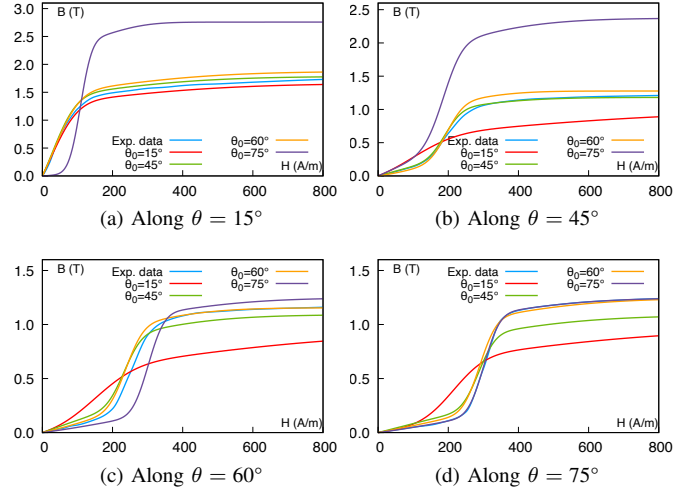 B (T)
3.0
2.5
2.0
1.5
1.0
0.5
0.0
Exp. data
θ0=15°
θ0=45°
θ0=60°
θ0=75°
H (A/m)
0 200 400 600 800
(a) Along θ = 15°
B (T)
2.5
2.0
1.5
1.0
0.5
0.0
Exp. data
θ0=15°
θ0=45°
θ0=60°
θ0=75°
H (A/m)
0 200 400 600 800
(b) Along θ = 45°
B (T)
1.5
1.0
0.5
0.0
Exp. data
θ0=15°
θ0=45°
θ0=60°
θ0=75°
H (A/m)
0 200 400 600 800
(c) Along θ = 60°
B (T)
1.5
1.0
0.5
0.0
Exp. data
θ0=15°
θ0=45°
θ0=60°
θ0=75°
H (A/m)
0 200 400 600 800
(d) Along θ = 75°